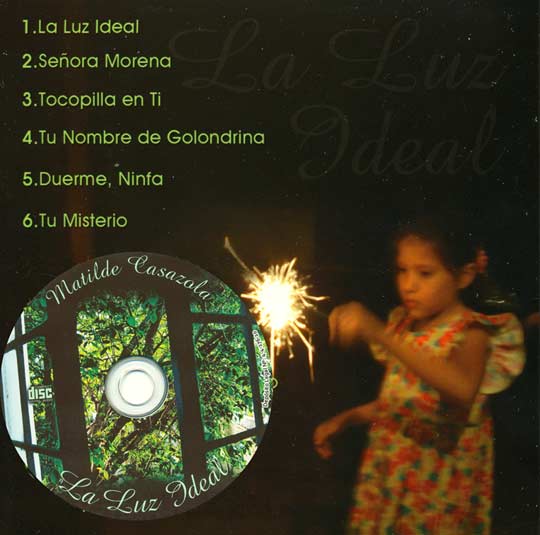 1.La Luz Ideal
2.Señora Morena
3.Tocopilla en Ti
4.Tu Nombre de Golondrina
5.Duerme, Ninfa
6.Tu Misterio
La Luz
Ideal
Matilde Casazola
disc
La Luz Ideal